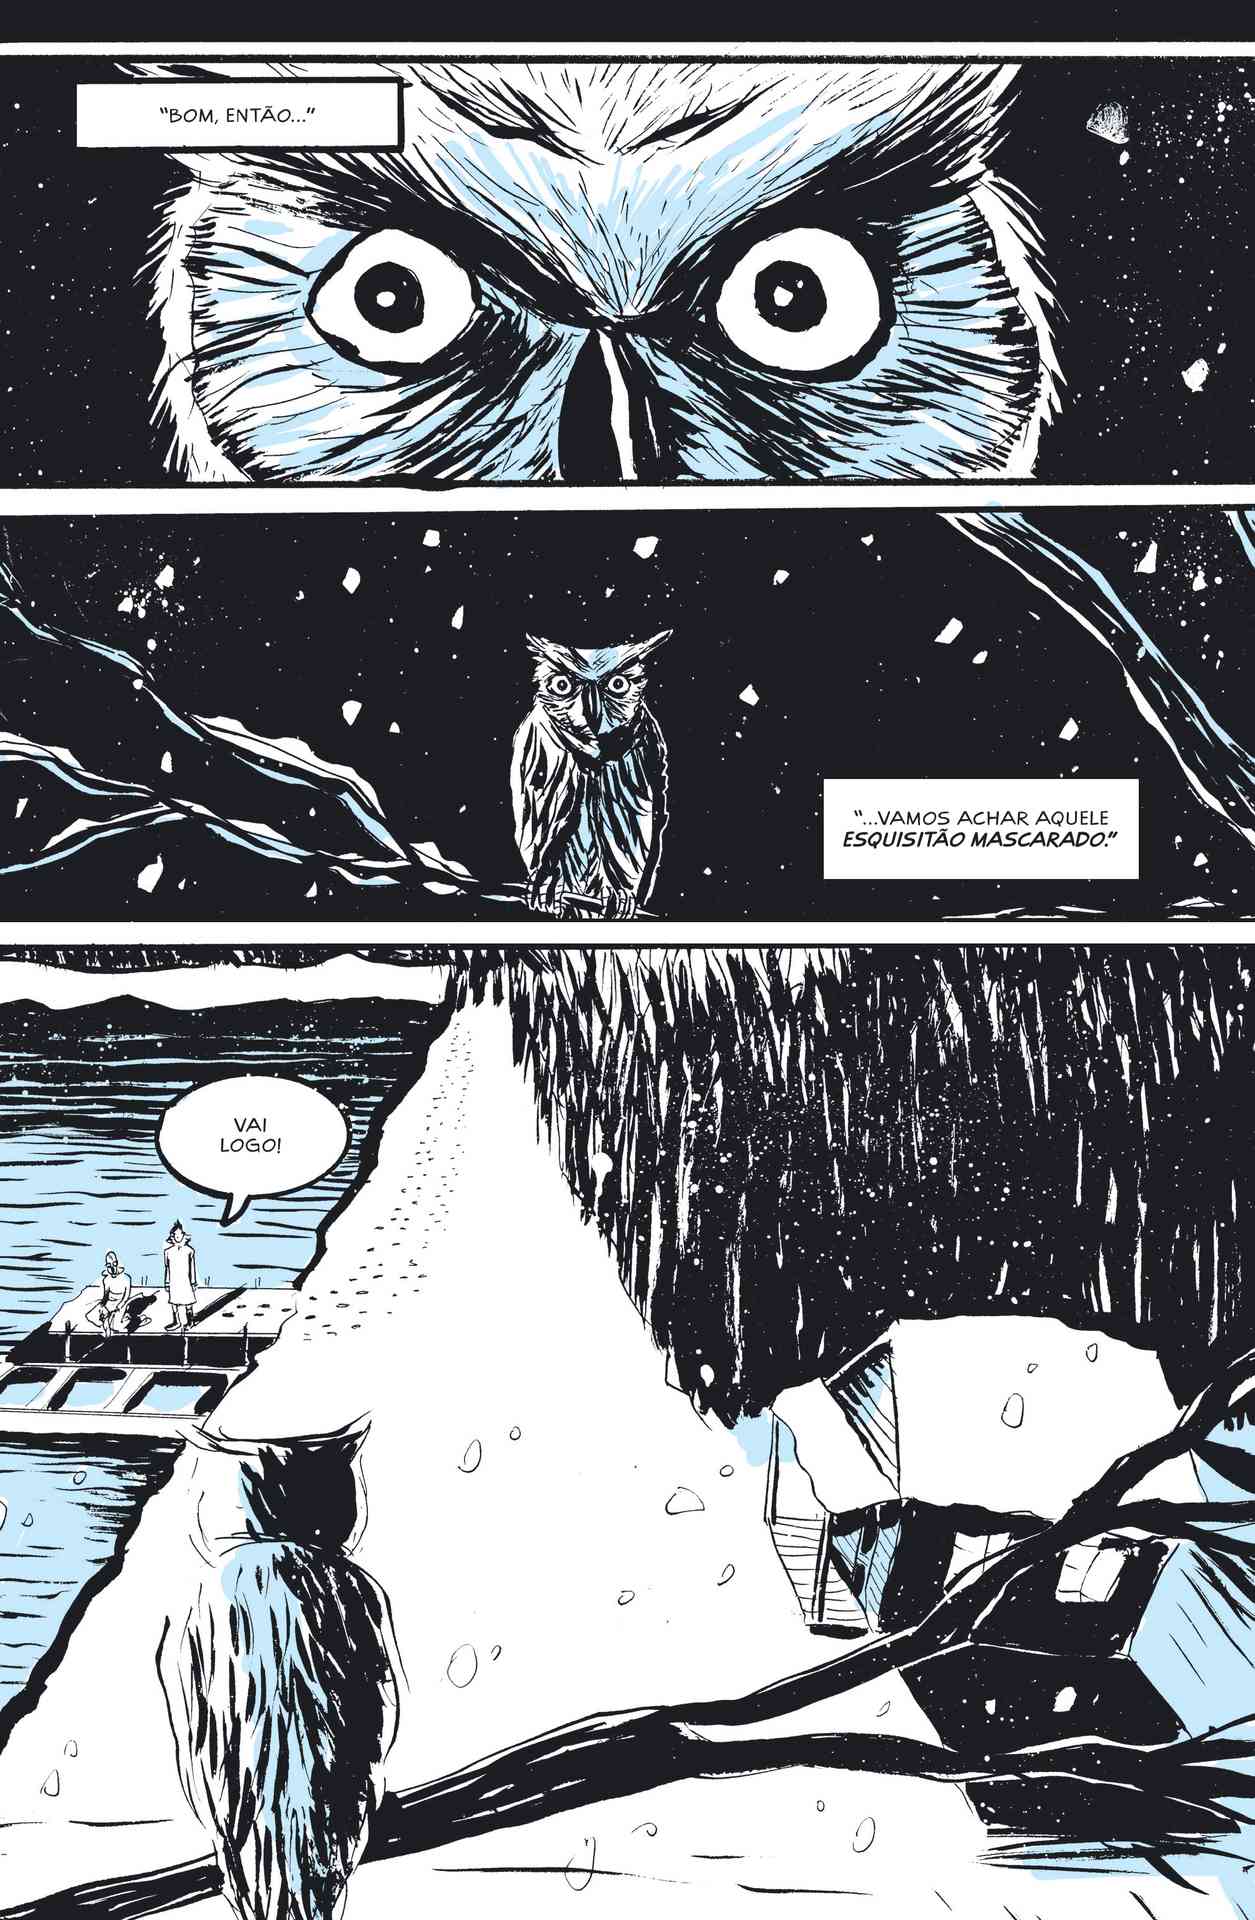 “BOM, ENTÃO...”
“...VAMOS ACHAR AQUELE
ESQUISITÃO MASCARADO.”
VAI
LOGO!